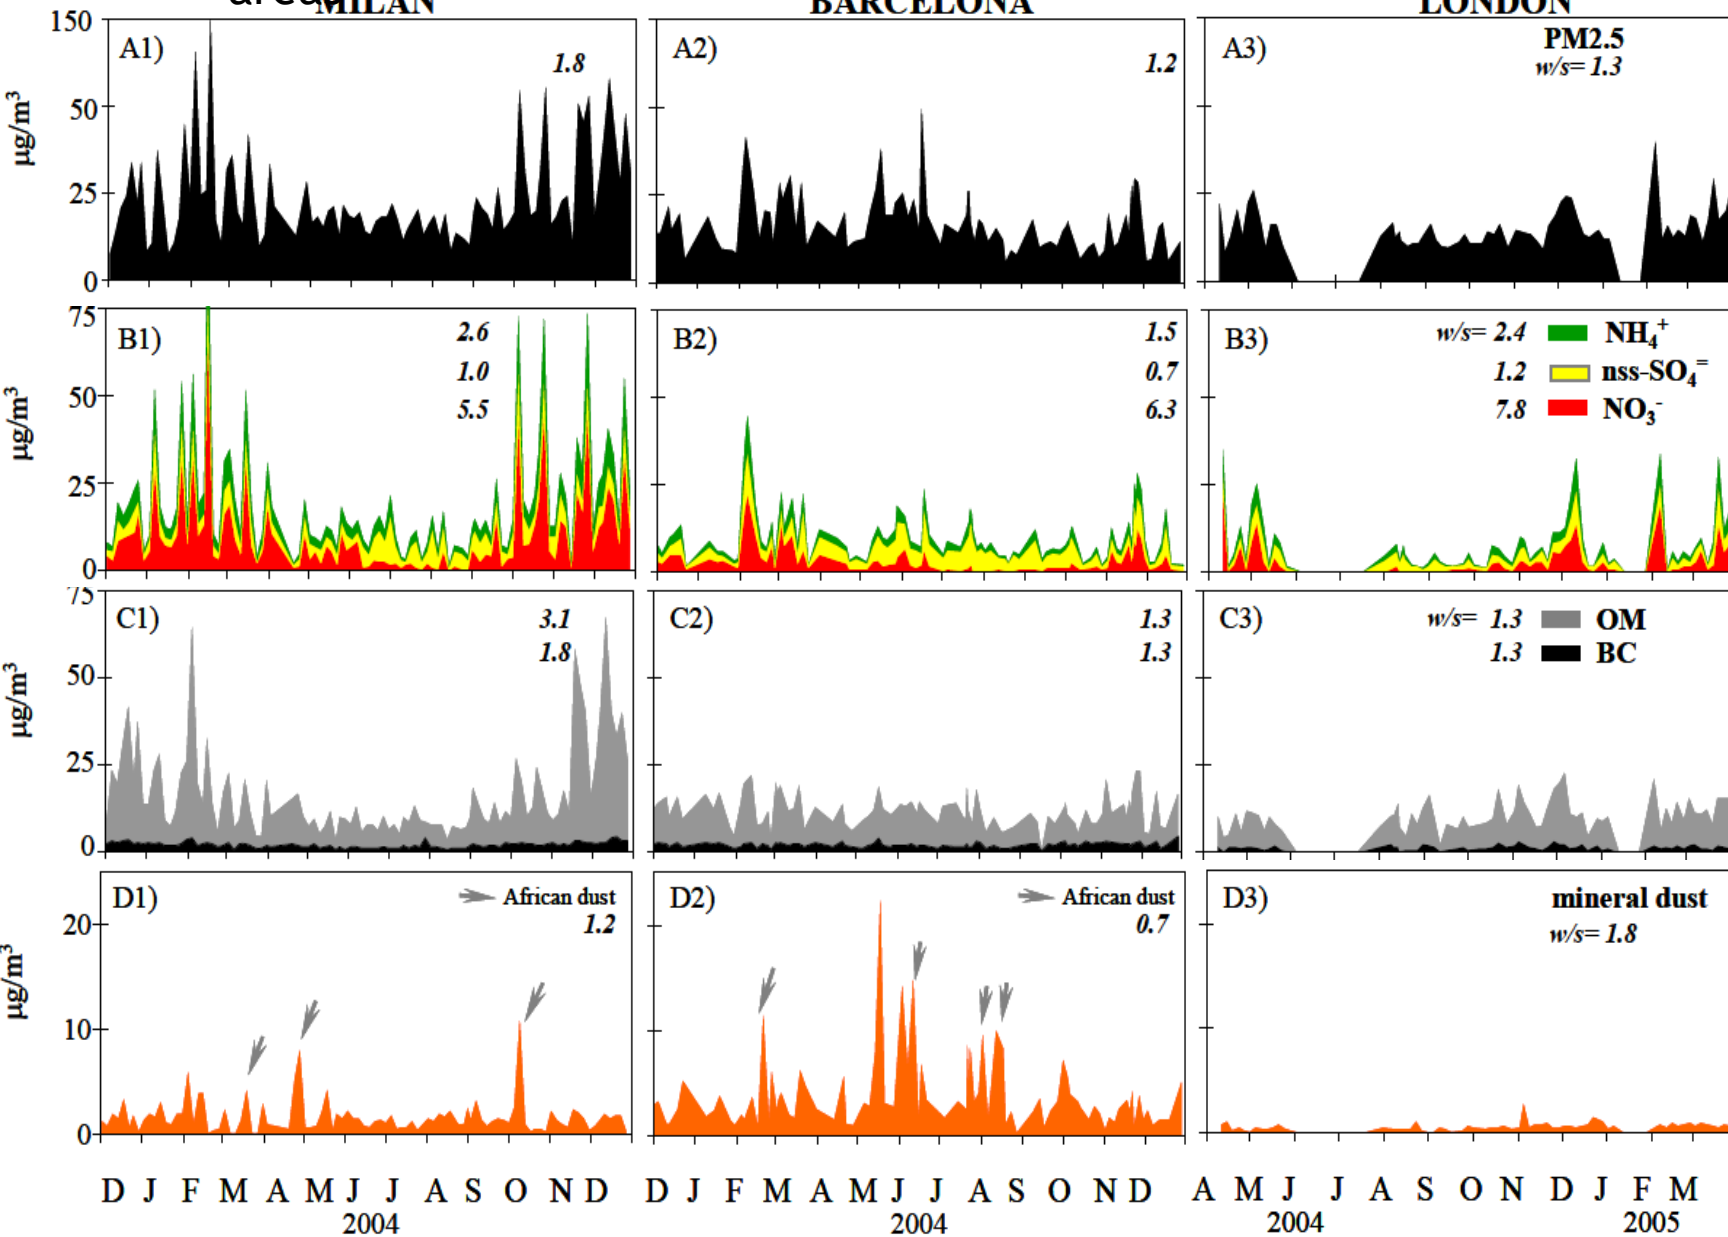 MILAN BARCELONA LONDON
150 A1) 1.8 A2) 1.2 A3) PM2.5
w/s= 1.3
µg/m³
50
25
0
75 B1) 2.6 B2) 1.5 B3) w/s= 2.4 NH₄⁺
1.0 0.7 1.2 nss-SO₄⁼
5.5 6.3 7.8 NO₃⁻
µg/m³
50
25
0
75 C1) 3.1 C2) 1.3 C3) w/s= 1.3 OM
1.8 1.3 1.3 BC
µg/m³
50
25
0
D1) African dust D2) African dust D3) mineral dust
20 1.2 0.7 w/s= 1.8
µg/m³
10
0
D J F M A M J J A S O N D D J F M A M J J A S O N D A M J J A S O N D J F M
2004 2004 2004 2005